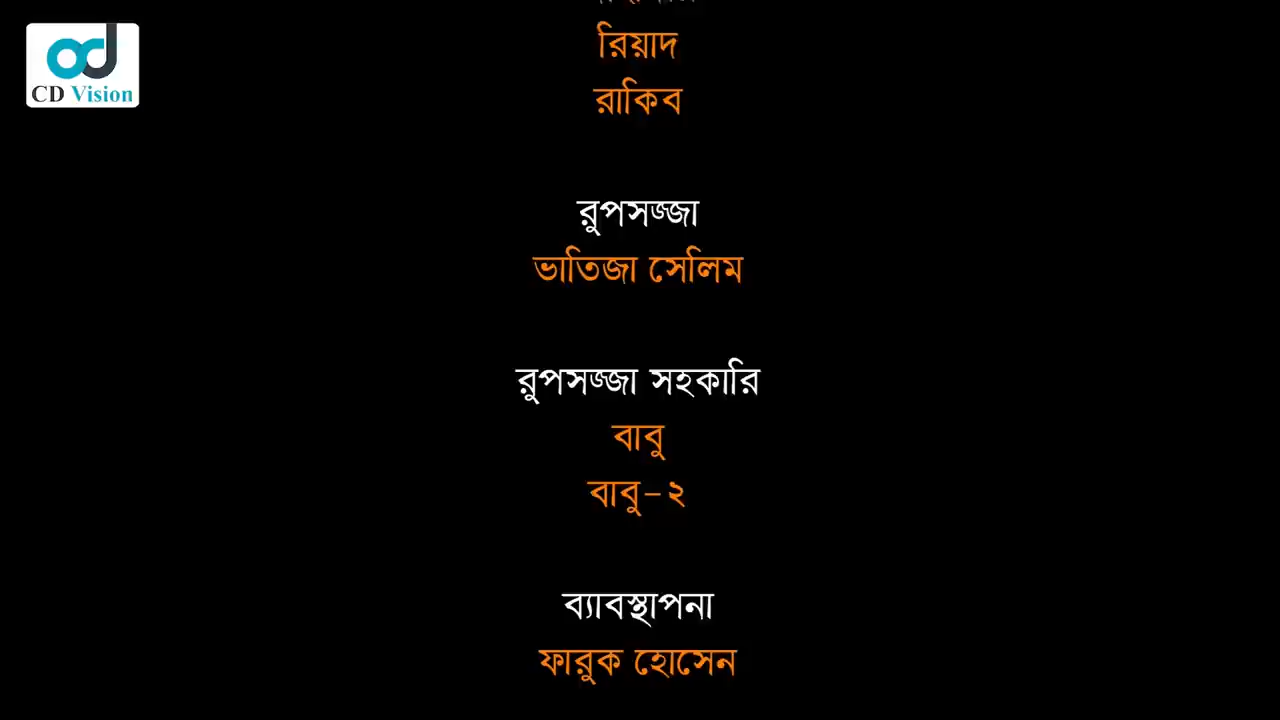 CD Vision
রিয়াদ
রাকিব
রুপসজ্জা
ভাতিজা সেলিম
রুপসজ্জা সহকারি
বাবু
বাবু-২
ব্যাবস্থাপনা
ফারুক হোসেন